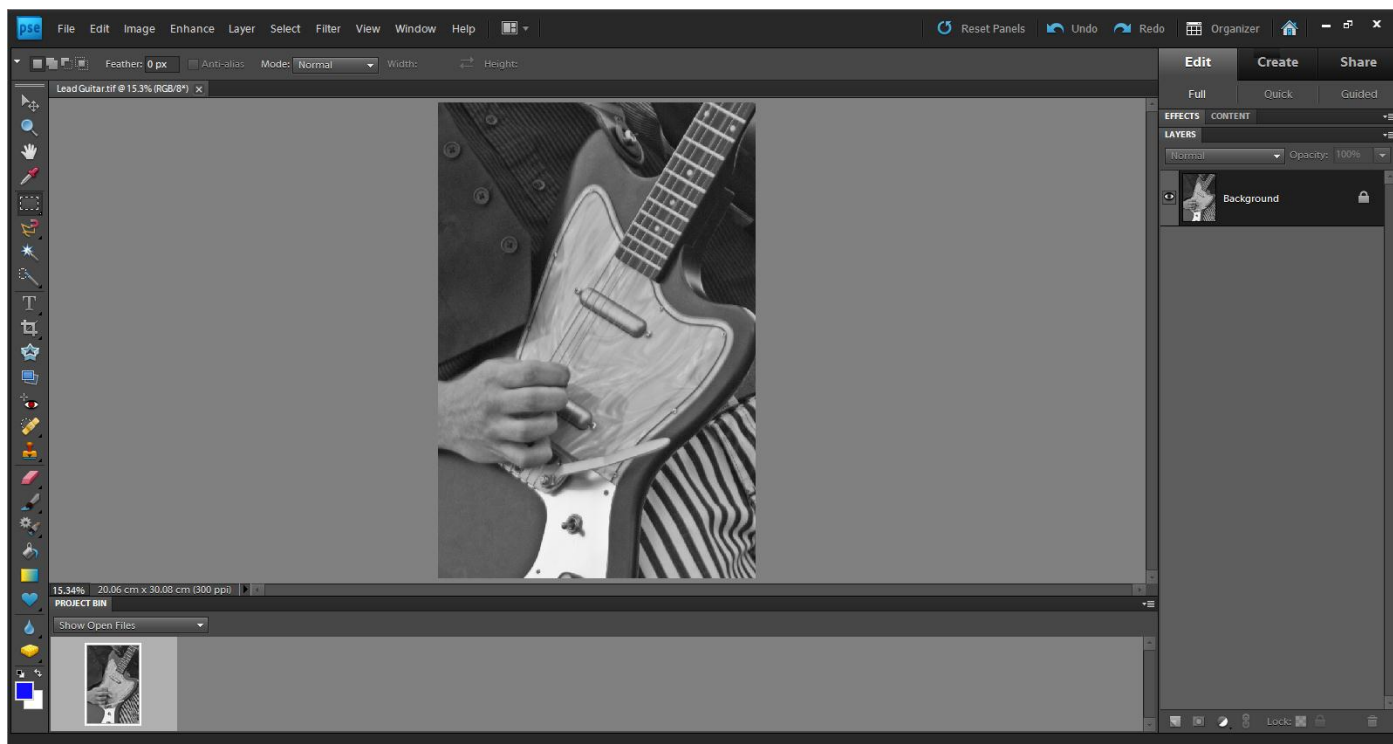 pse File Edit Image Enhance Layer Select Filter View Window Help Reset Panels Undo Redo Organizer
Feather: 0 px Anti-alias Mode: Normal Width: Height:
Edit Create Share
Lead Guitar.tif @ 15.3% (RGB/8*) x
Full Quick Guided
EFFECTS CONTENT
LAYERS
Normal Opacity: 100%
Background
T
15.34% 20.06 cm x 30.08 cm (300 ppi)
PROJECT BIN
Show Open Files
Lock: